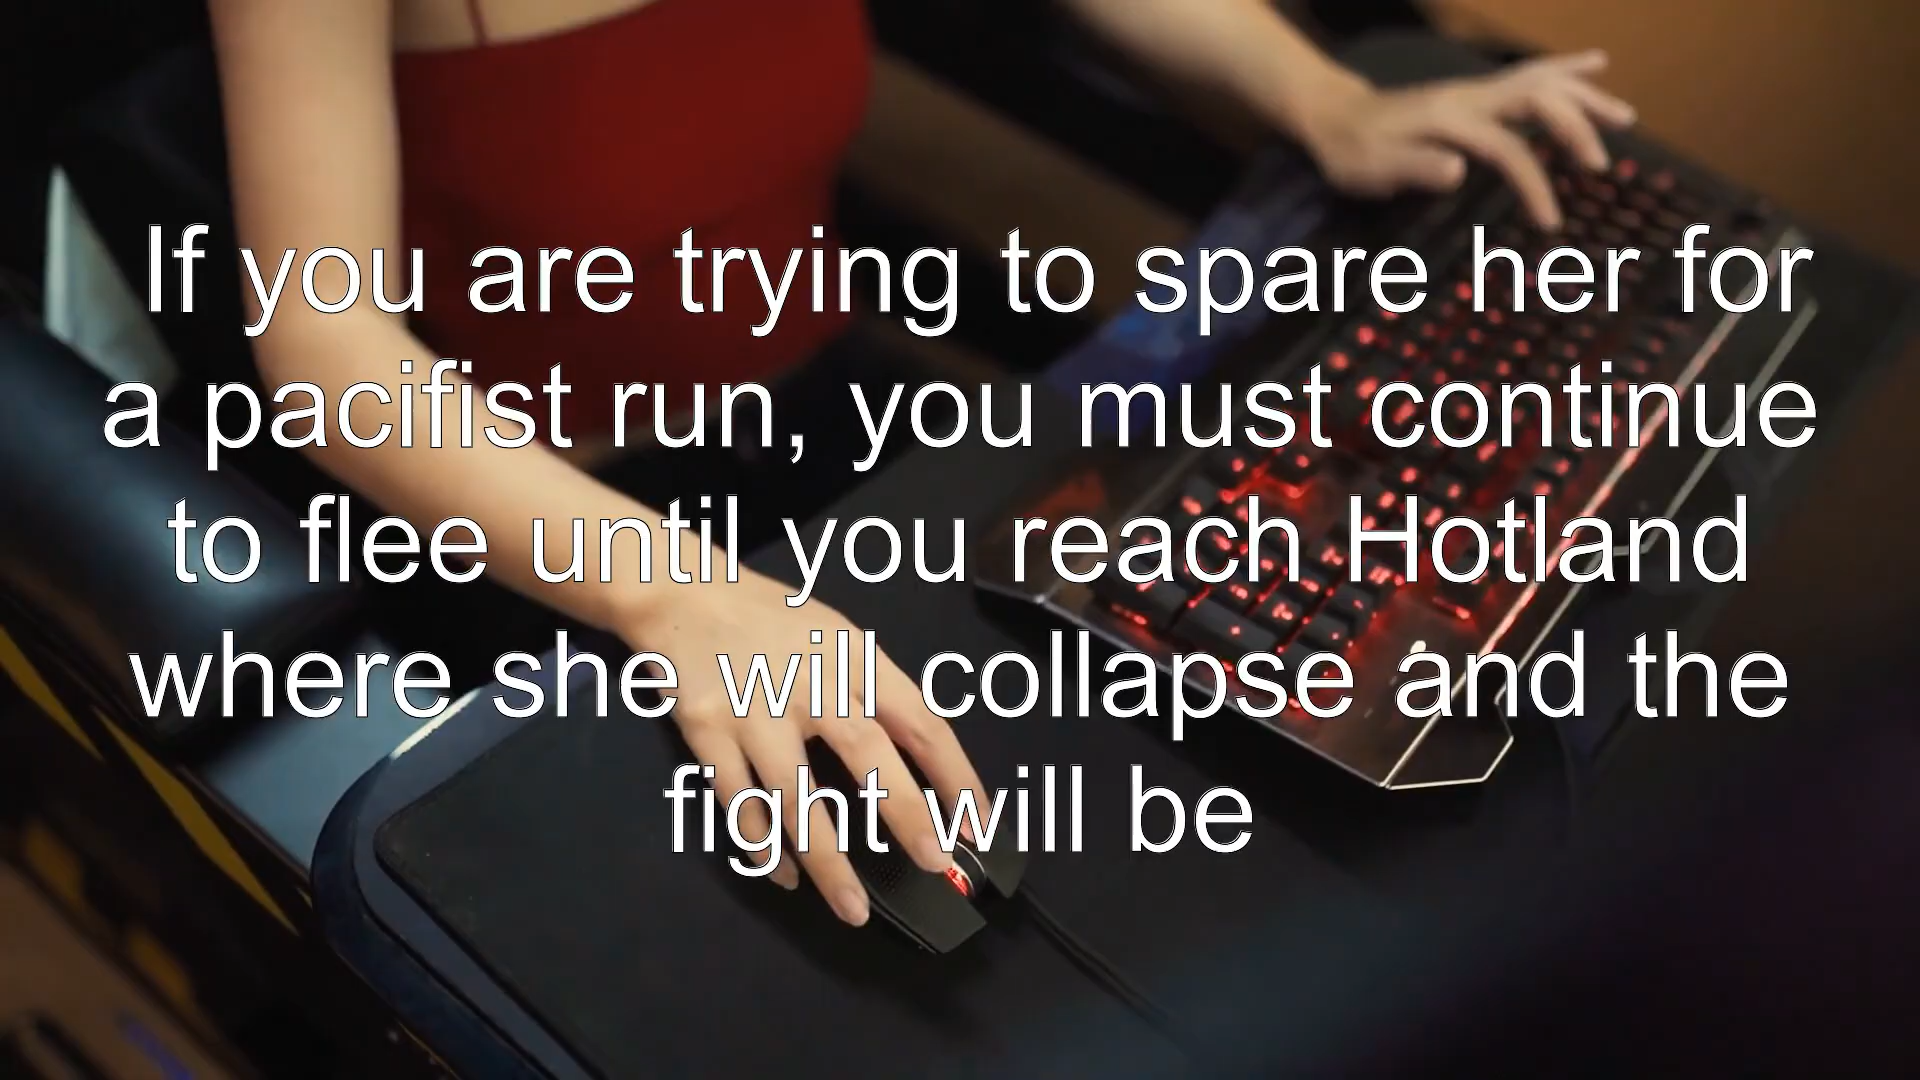 If you are trying to spare her for
a pacifist run, you must continue
to flee until you reach Hotland
where she will collapse and the
fight will be